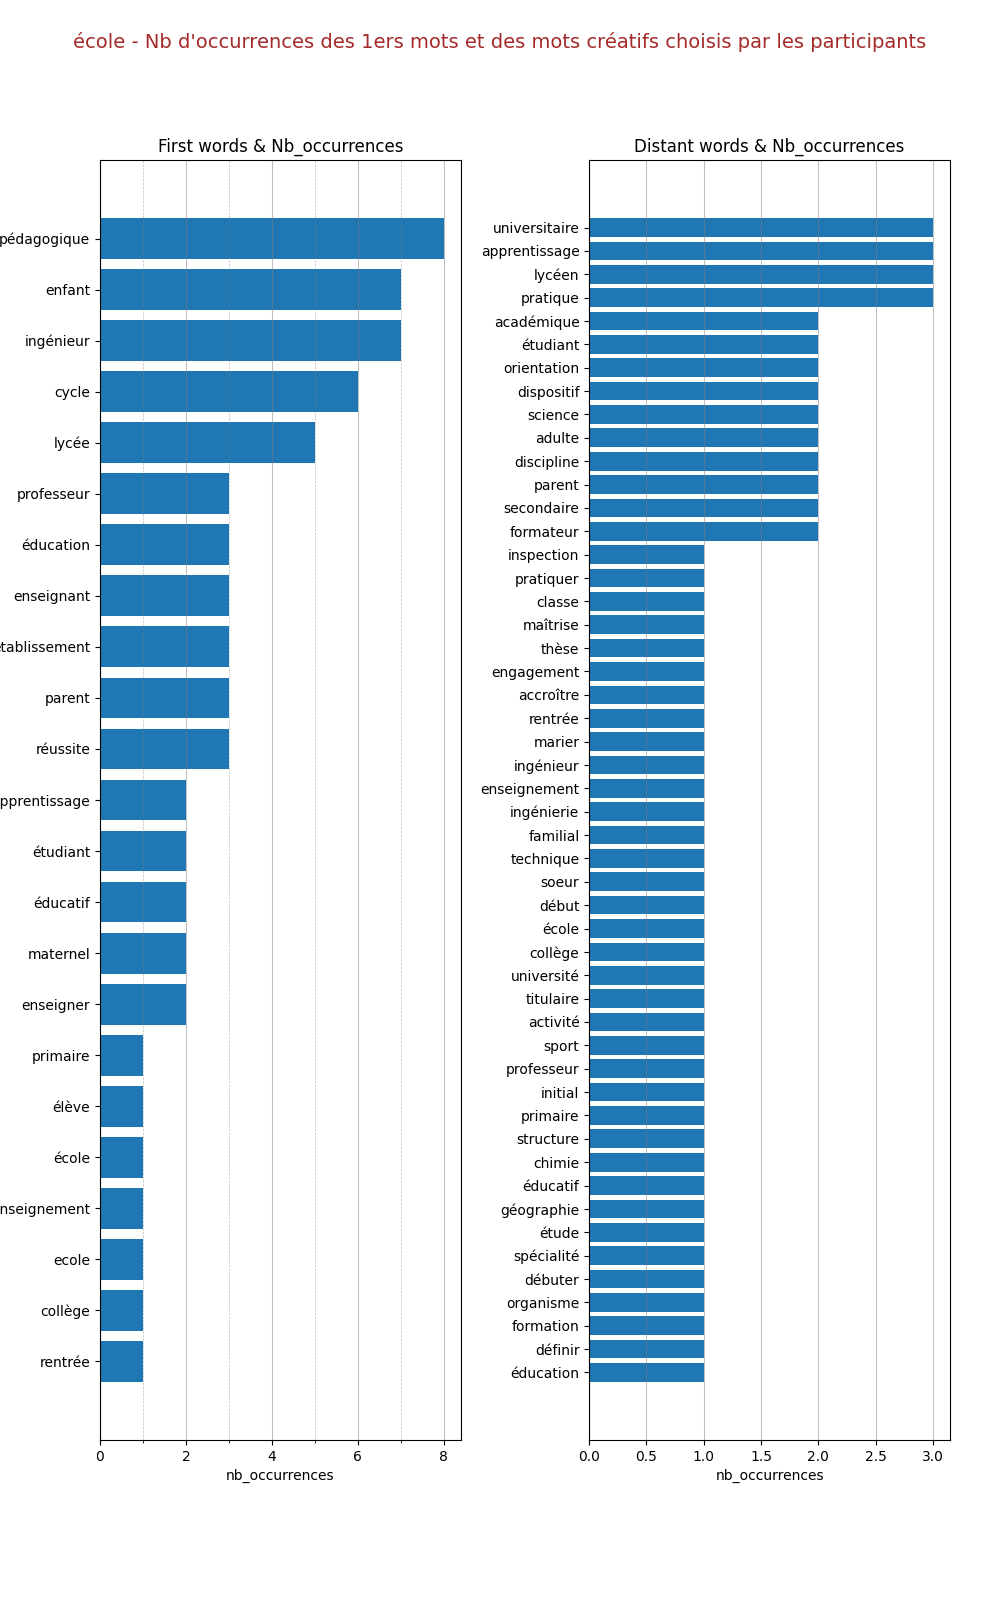 école - Nb d'occurrences des 1ers mots et des mots créatifs choisis par les participants
First words & Nb_occurrences
pédagogique
enfant
ingénieur
cycle
lycée
professeur
éducation
enseignant
établissement
parent
réussite
pprentissage
étudiant
éducatif
maternel
enseigner
primaire
élève
école
nseignement
ecole
collège
rentrée
0 2 4 6 8
nb_occurrences
Distant words & Nb_occurrences
universitaire
apprentissage
lycéen
pratique
académique
étudiant
orientation
dispositif
science
adulte
discipline
parent
secondaire
formateur
inspection
pratiquer
classe
maîtrise
thèse
engagement
accroître
rentrée
marier
ingénieur
enseignement
ingénierie
familial
technique
soeur
début
école
collège
université
titulaire
activité
sport
professeur
initial
primaire
structure
chimie
éducatif
géographie
étude
spécialité
débuter
organisme
formation
définir
éducation
0.0 0.5 1.0 1.5 2.0 2.5 3.0
nb_occurrences